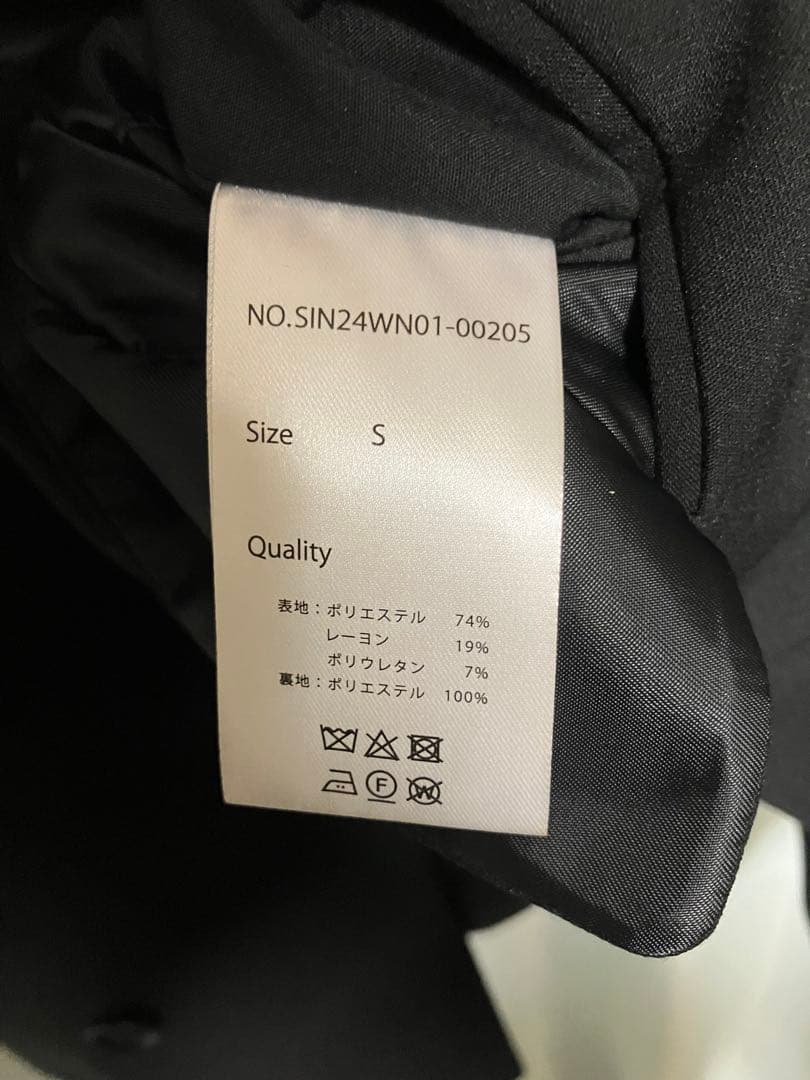 NO.SIN24WN01-00205
Size S
Quality
表地：ポリエステル 74%
レーヨン 19%
ポリウレタン 7%
裏地：ポリエステル 100%
F W